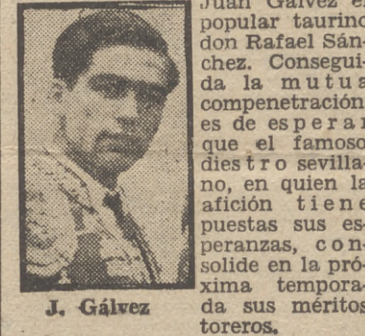 Juan Gálvez el
popular taurino
don Rafael Sán-
chez. Consegui-
da la mutua
compenetración
es de esperar
que el famoso
diestro sevilla-
no, en quien la
afición tiene
puestas sus es-
peranzas, con-
solide en la pró-
xima tempora-
da sus méritos
toreros.
J. Gálvez